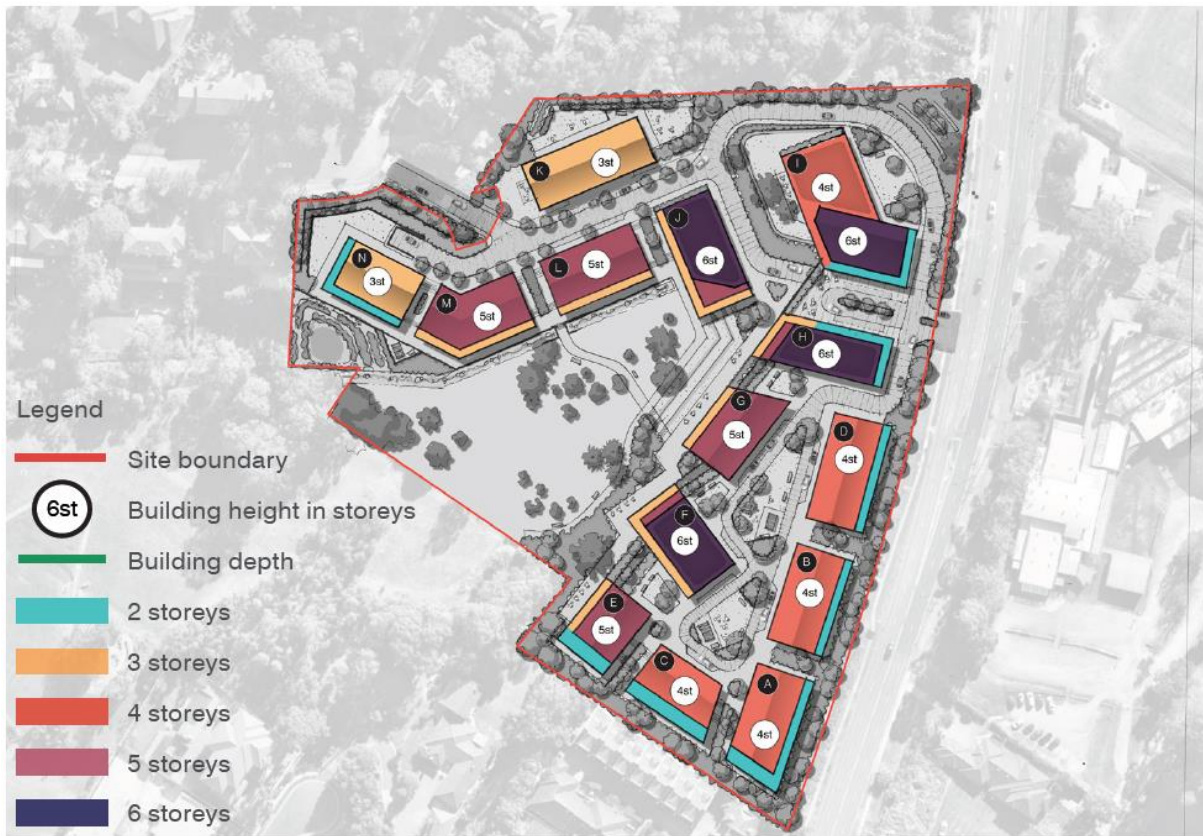 K
3st
I
4st
J
6st
6st
N
3st
L
5st
M
5st
H
6st
G
5st
D
4st
F
6st
B
4st
E
5st
C
4st
A
4st
Legend
Site boundary
6st
Building height in storeys
Building depth
2 storeys
3 storeys
4 storeys
5 storeys
6 storeys